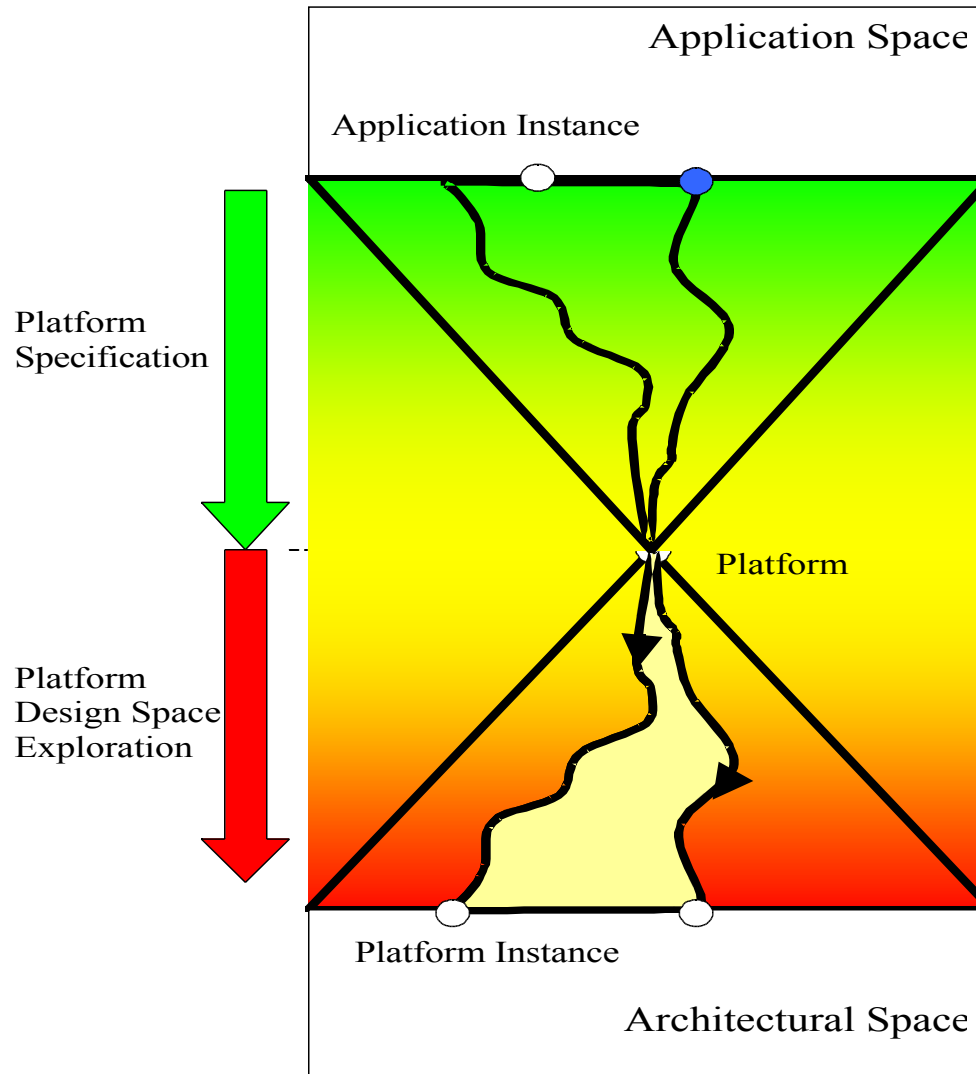 Application Space
Application Instance
Platform
Specification
Platform
Platform
Design Space
Exploration
Platform Instance
Architectural Space